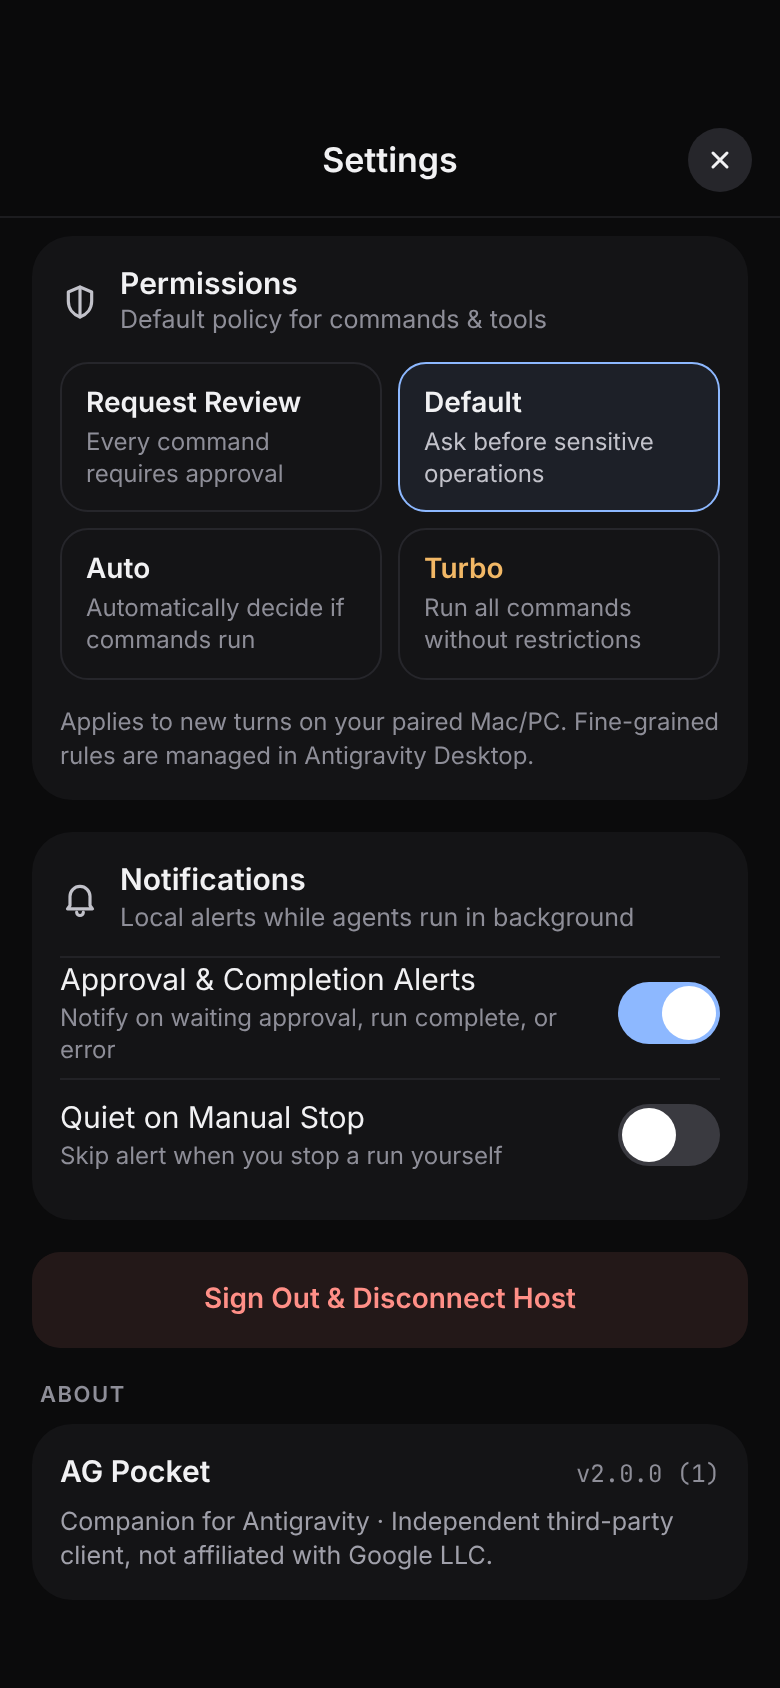 Settings
Permissions
Default policy for commands & tools
Request Review
Every command
requires approval
Default
Ask before sensitive
operations
Auto
Automatically decide if
commands run
Turbo
Run all commands
without restrictions
Applies to new turns on your paired Mac/PC. Fine-grained
rules are managed in Antigravity Desktop.
Notifications
Local alerts while agents run in background
Approval & Completion Alerts
Notify on waiting approval, run complete, or
error
Quiet on Manual Stop
Skip alert when you stop a run yourself
Sign Out & Disconnect Host
ABOUT
AG Pocket v2.0.0 (1)
Companion for Antigravity · Independent third-party
client, not affiliated with Google LLC.